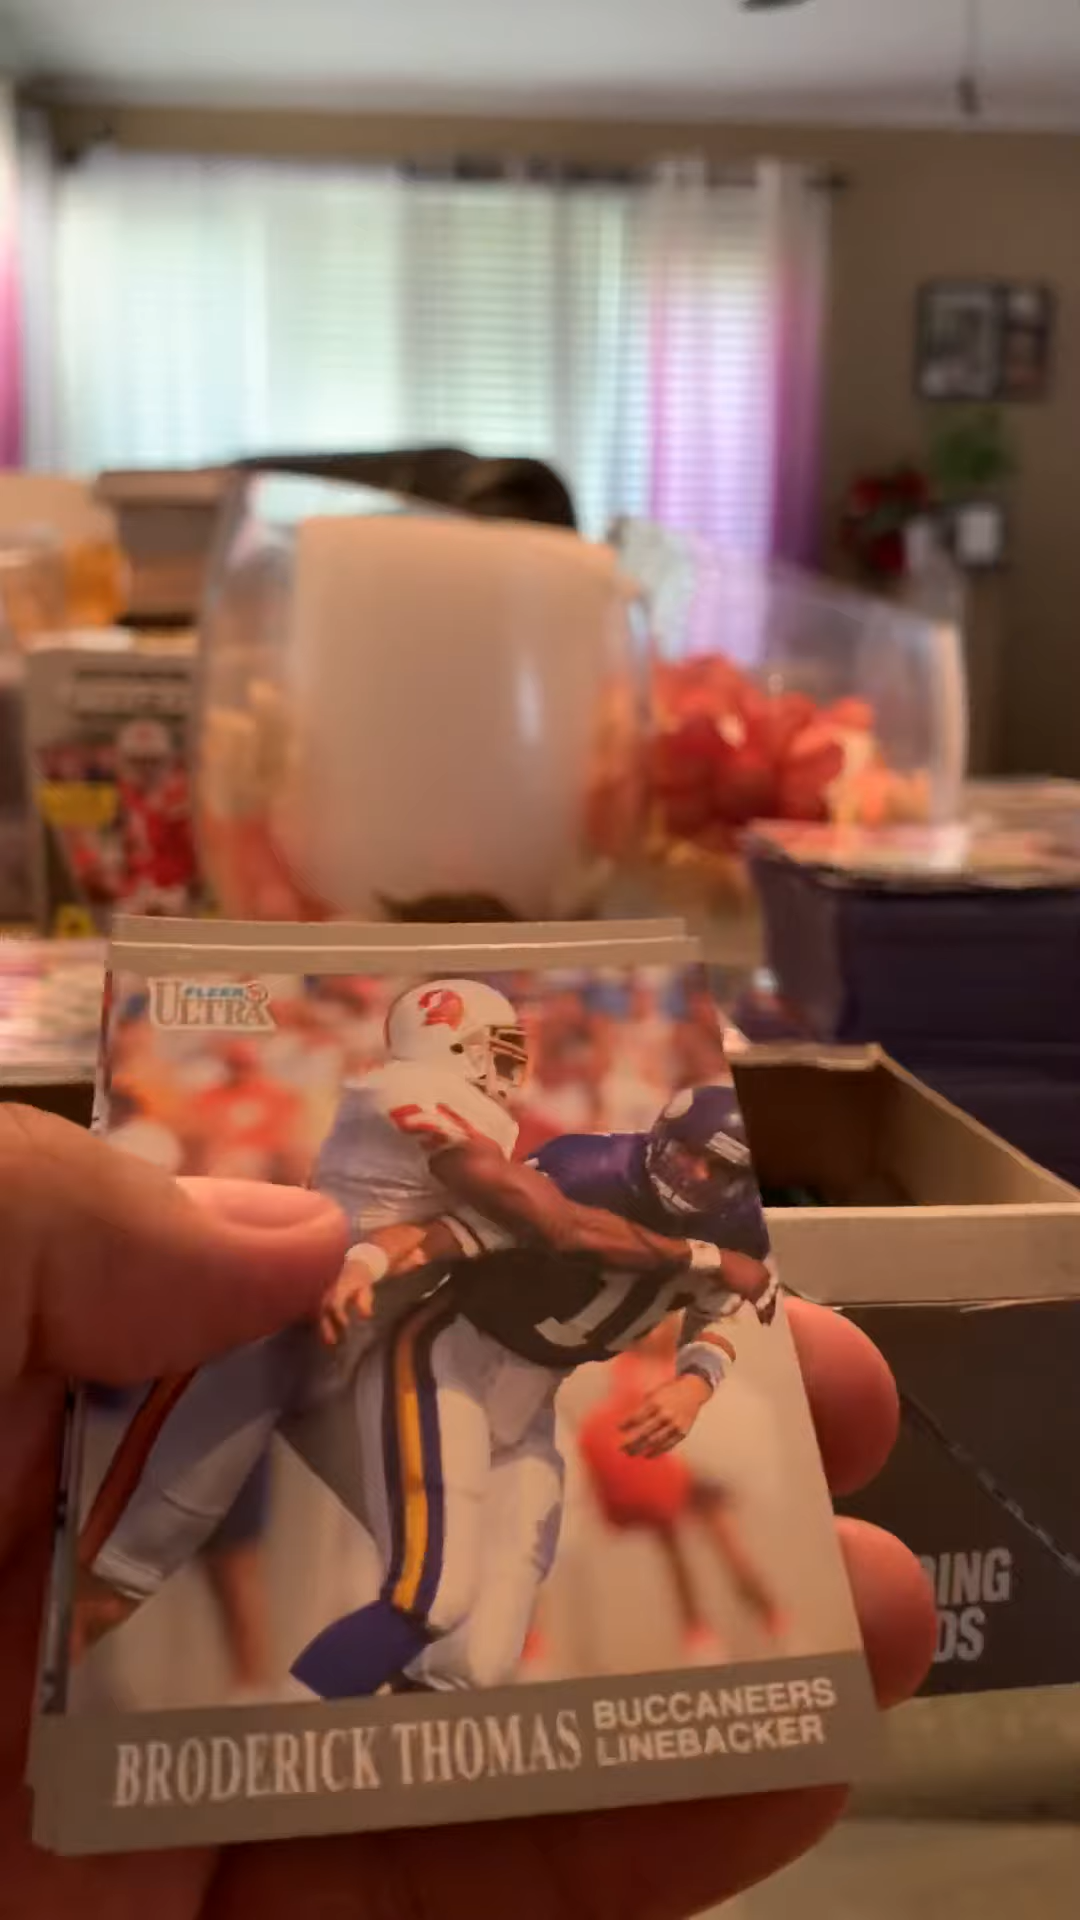 FLEER
ULTRA
BRODERICK THOMAS
BUCCANEERS
LINEBACKER